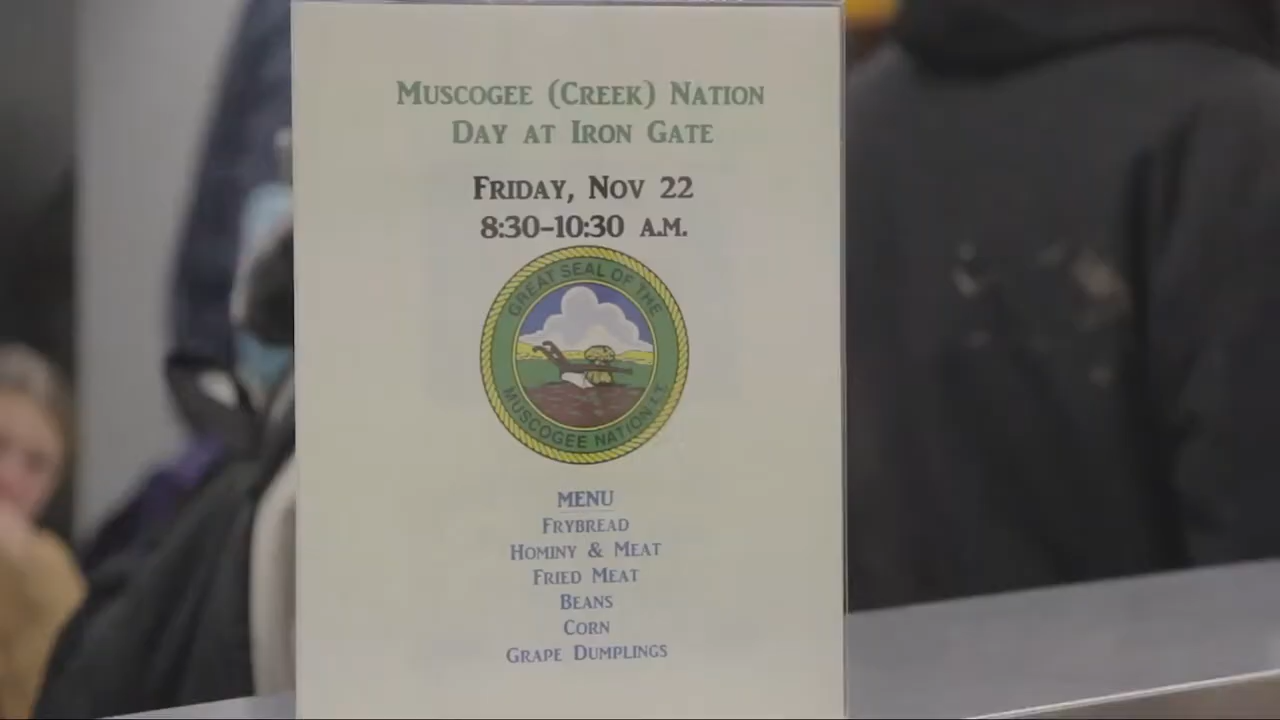 MUSCOGEE (CREEK) NATION
DAY AT IRON GATE
FRIDAY, NOV 22
8:30-10:30 A.M.
GREAT SEAL OF THE
MUSCOGEE NATION I.T.
MENU
FRYBREAD
HOMINY & MEAT
FRIED MEAT
BEANS
CORN
GRAPE DUMPLINGS